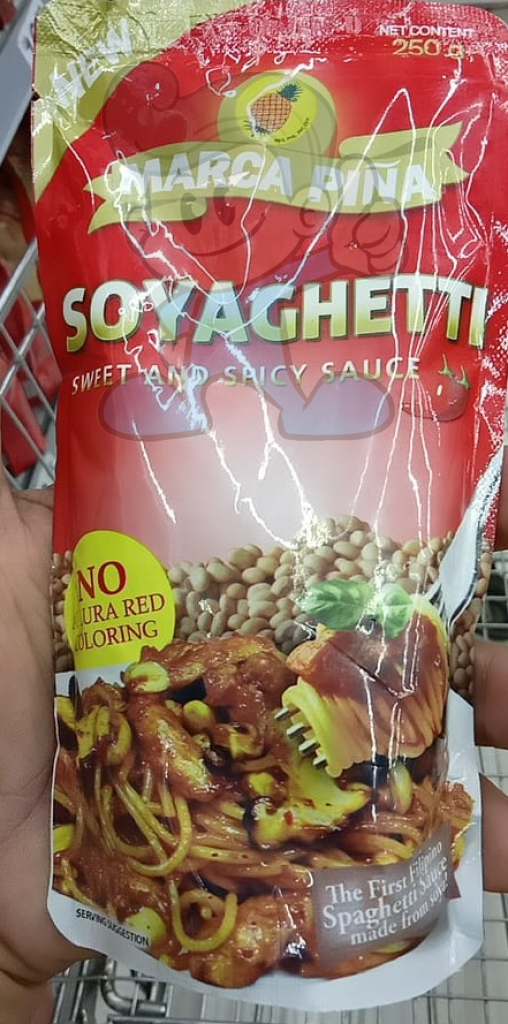 NEW
NET CONTENT
250 g
MARCA PIÑA
SOYAGHETTI
SWEET AND SPICY SAUCE
NO
RED
COLORING
The First Filipino
Spaghetti Sauce
made from soya
SERVING SUGGESTION